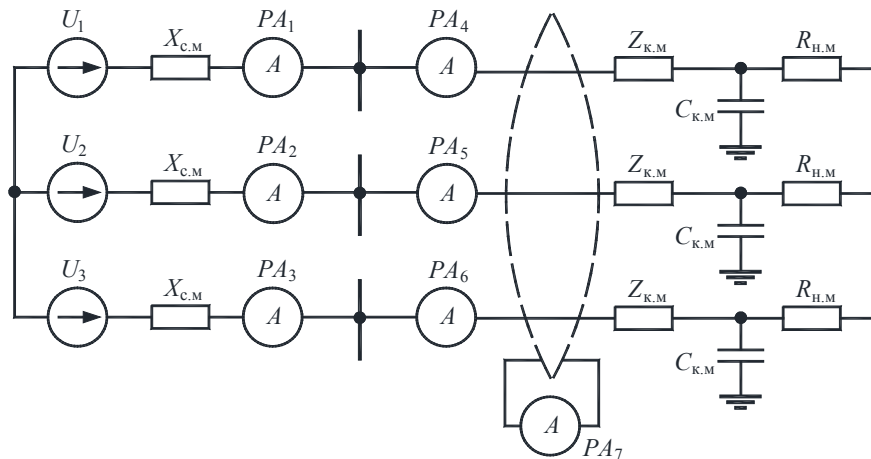 U1 Xс.м PA1 PA4 Zк.м Rн.м
A A
Cк.м
U2 Xс.м PA2 PA5 Zк.м Rн.м
A A
Cк.м
U3 Xс.м PA3 PA6 Zк.м Rн.м
A A
Cк.м
A
PA7